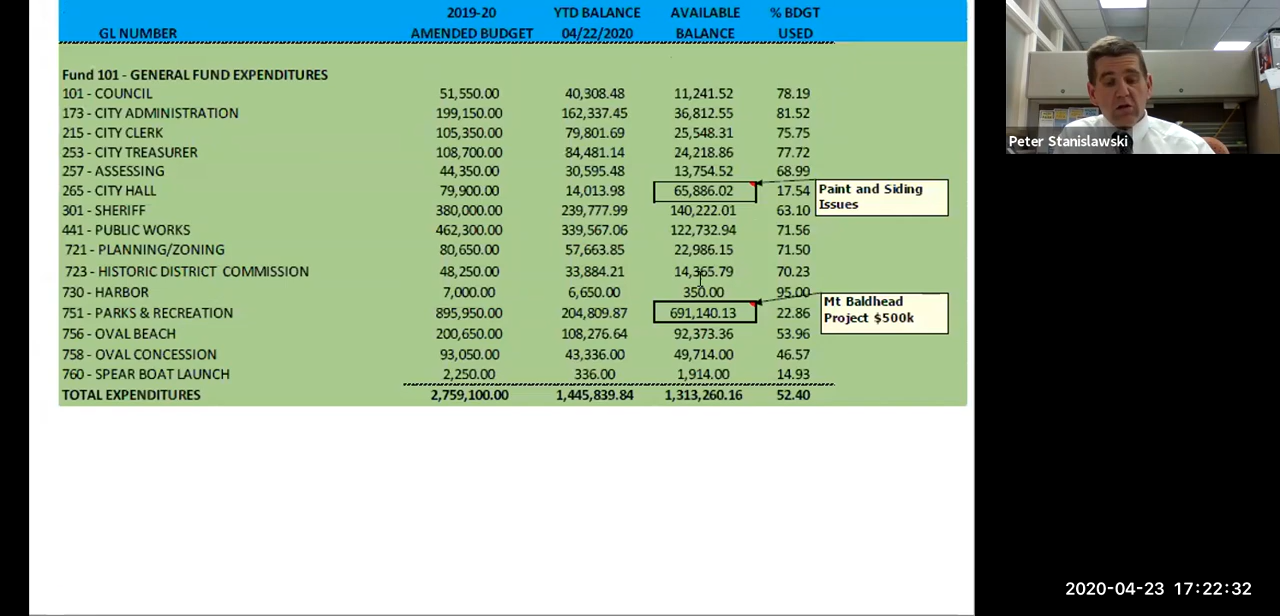 2019-20 YTD BALANCE AVAILABLE % BDGT
GL NUMBER AMENDED BUDGET 04/22/2020 BALANCE USED
Fund 101 - GENERAL FUND EXPENDITURES
101 - COUNCIL 51,550.00 40,308.48 11,241.52 78.19
173 - CITY ADMINISTRATION 199,150.00 162,337.45 36,812.55 81.52
215 - CITY CLERK 105,350.00 79,801.69 25,548.31 75.75
253 - CITY TREASURER 108,700.00 84,481.14 24,218.86 77.72
257 - ASSESSING 44,350.00 30,595.48 13,754.52 68.99
265 - CITY HALL 79,900.00 14,013.98 65,886.02 17.54
Paint and Siding
Issues
301 - SHERIFF 380,000.00 239,777.99 140,222.01 63.10
441 - PUBLIC WORKS 462,300.00 339,567.06 122,732.94 71.56
721 - PLANNING/ZONING 80,650.00 57,663.85 22,986.15 71.50
723 - HISTORIC DISTRICT COMMISSION 48,250.00 33,884.21 14,365.79 70.23
730 - HARBOR 7,000.00 6,650.00 350.00 95.00
751 - PARKS & RECREATION 895,950.00 204,809.87 691,140.13 22.86
Mt Baldhead
Project $500k
756 - OVAL BEACH 200,650.00 108,276.64 92,373.36 53.96
758 - OVAL CONCESSION 93,050.00 43,336.00 49,714.00 46.57
760 - SPEAR BOAT LAUNCH 2,250.00 336.00 1,914.00 14.93
TOTAL EXPENDITURES 2,759,100.00 1,445,839.84 1,313,260.16 52.40
Peter Stanislawski
2020-04-23 17:22:32